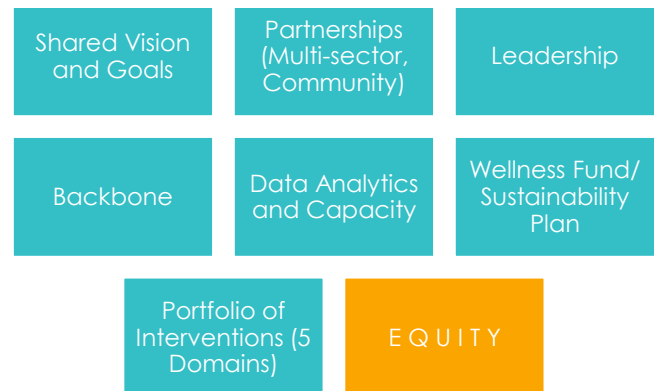 Shared Vision
and Goals
Partnerships
(Multi-sector,
Community)
Leadership
Backbone
Data Analytics
and Capacity
Wellness Fund/
Sustainability
Plan
Portfolio of
Interventions (5
Domains)
E Q U I T Y